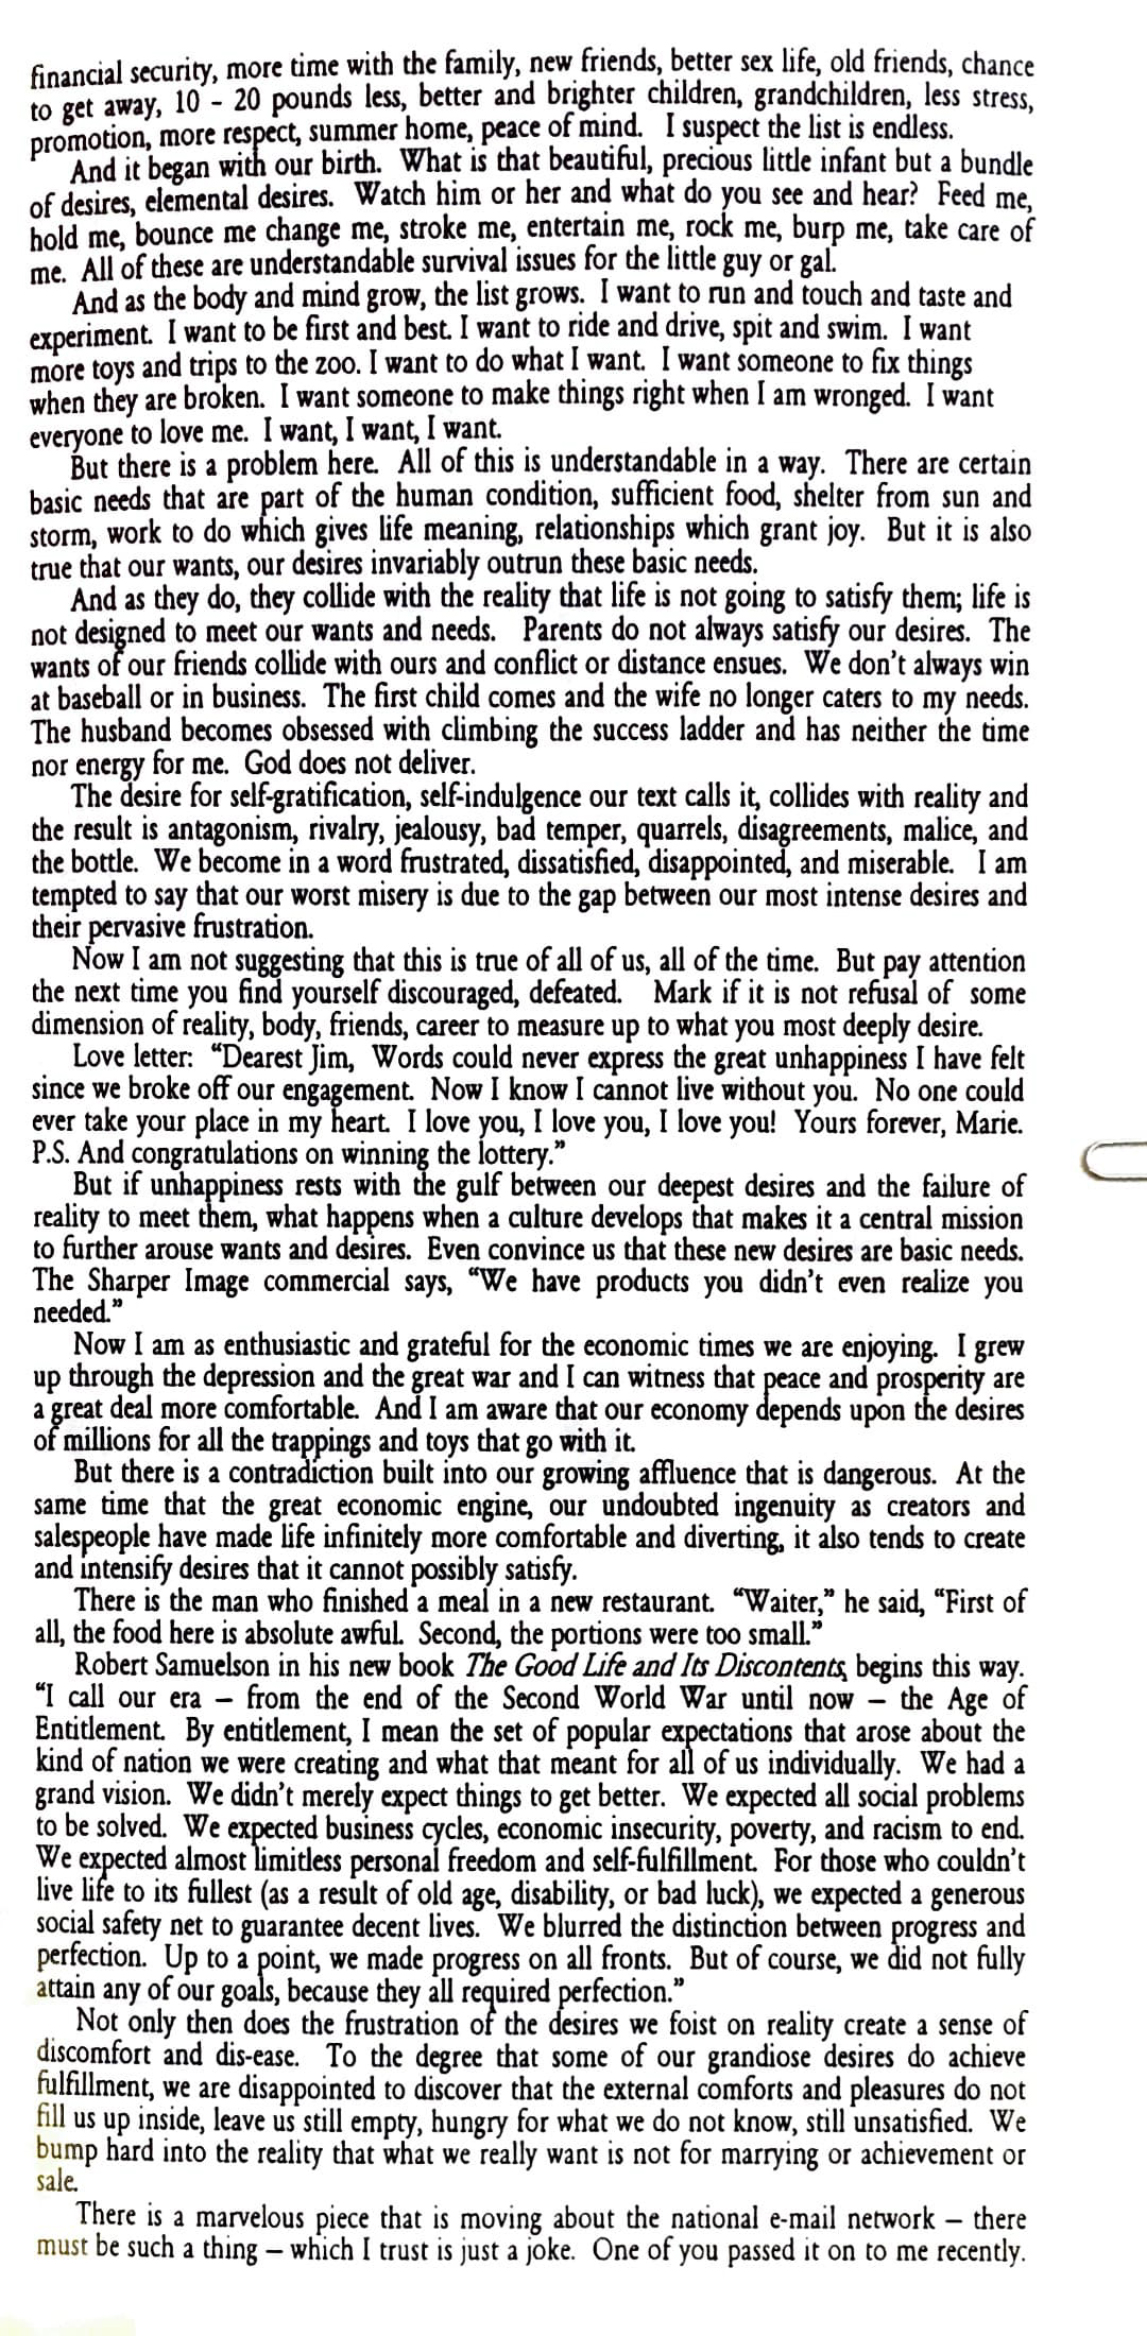 financial security, more time with the family, new friends, better sex life, old friends, chance
to get away, 10 - 20 pounds less, better and brighter children, grandchildren, less stress,
promotion, more respect, summer home, peace of mind. I suspect the list is endless.
And it began with our birth. What is that beautiful, precious little infant but a bundle
of desires, elemental desires. Watch him or her and what do you see and hear? Feed me,
hold me, bounce me change me, stroke me, entertain me, rock me, burp me, take care of
me. All of these are understandable survival issues for the little guy or gal.
And as the body and mind grow, the list grows. I want to run and touch and taste and
experiment. I want to be first and best. I want to ride and drive, spit and swim. I want
more toys and trips to the zoo. I want to do what I want. I want someone to fix things
when they are broken. I want someone to make things right when I am wronged. I want
everyone to love me. I want, I want, I want.
But there is a problem here. All of this is understandable in a way. There are certain
basic needs that are part of the human condition, sufficient food, shelter from sun and
storm, work to do which gives life meaning, relationships which grant joy. But it is also
true that our wants, our desires invariably outrun these basic needs.
And as they do, they collide with the reality that life is not going to satisfy them; life is
not designed to meet our wants and needs. Parents do not always satisfy our desires. The
wants of our friends collide with ours and conflict or distance ensues. We don't always win
at baseball or in business. The first child comes and the wife no longer caters to my needs.
The husband becomes obsessed with climbing the success ladder and has neither the time
nor energy for me. God does not deliver.
The desire for self-gratification, self-indulgence our text calls it, collides with reality and
the result is antagonism, rivalry, jealousy, bad temper, quarrels, disagreements, malice, and
the bottle. We become in a word frustrated, dissatisfied, disappointed, and miserable. I am
tempted to say that our worst misery is due to the gap between our most intense desires and
their pervasive frustration.
Now I am not suggesting that this is true of all of us, all of the time. But pay attention
the next time you find yourself discouraged, defeated. Mark if it is not refusal of some
dimension of reality, body, friends, career to measure up to what you most deeply desire.
Love letter: “Dearest Jim, Words could never express the great unhappiness I have felt
since we broke off our engagement. Now I know I cannot live without you. No one could
ever take your place in my heart. I love you, I love you, I love you! Yours forever, Marie.
P.S. And congratulations on winning the lottery.”
But if unhappiness rests with the gulf between our deepest desires and the failure of
reality to meet them, what happens when a culture develops that makes it a central mission
to further arouse wants and desires. Even convince us that these new desires are basic needs.
The Sharper Image commercial says, “We have products you didn't even realize you
needed.”
Now I am as enthusiastic and grateful for the economic times we are enjoying. I grew
up through the depression and the great war and I can witness that peace and prosperity are
a great deal more comfortable. And I am aware that our economy depends upon the desires
of millions for all the trappings and toys that go with it.
But there is a contradiction built into our growing affluence that is dangerous. At the
same time that the great economic engine, our undoubted ingenuity as creators and
salespeople have made life infinitely more comfortable and diverting, it also tends to create
and intensify desires that it cannot possibly satisfy.
There is the man who finished a meal in a new restaurant. “Waiter,” he said, “First of
all, the food here is absolute awful. Second, the portions were too small.”
Robert Samuelson in his new book The Good Life and Its Discontents, begins this way.
“I call our era – from the end of the Second World War until now – the Age of
Entitlement. By entitlement, I mean the set of popular expectations that arose about the
kind of nation we were creating and what that meant for all of us individually. We had a
grand vision. We didn't merely expect things to get better. We expected all social problems
to be solved. We expected business cycles, economic insecurity, poverty, and racism to end.
We expected almost limitless personal freedom and self-fulfillment. For those who couldn't
live life to its fullest (as a result of old age, disability, or bad luck), we expected a generous
social safety net to guarantee decent lives. We blurred the distinction between progress and
perfection. Up to a point, we made progress on all fronts. But of course, we did not fully
attain any of our goals, because they all required perfection.”
Not only then does the frustration of the desires we foist on reality create a sense of
discomfort and dis-ease. To the degree that some of our grandiose desires do achieve
fulfillment, we are disappointed to discover that the external comforts and pleasures do not
fill us up inside, leave us still empty, hungry for what we do not know, still unsatisfied. We
bump hard into the reality that what we really want is not for marrying or achievement or
sale.
There is a marvelous piece that is moving about the national e-mail network – there
must be such a thing – which I trust is just a joke. One of you passed it on to me recently.